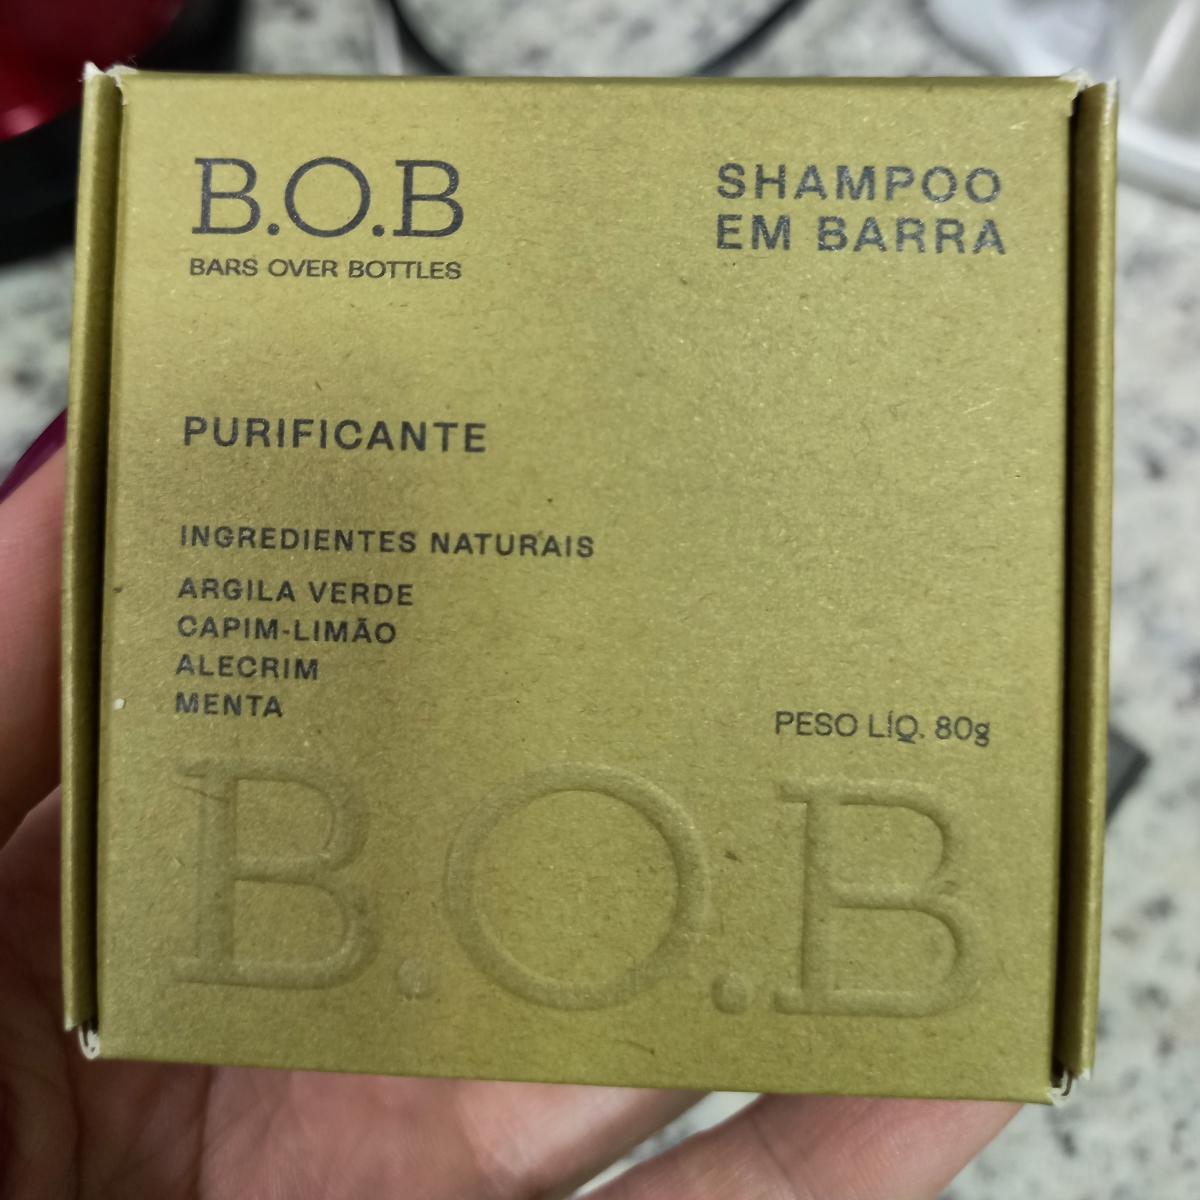 B.O.B
BARS OVER BOTTLES
SHAMPOO
EM BARRA
PURIFICANTE
INGREDIENTES NATURAIS
ARGILA VERDE
CAPIM-LIMÃO
ALECRIM
MENTA
PESO LÍQ. 80g
B.O.B